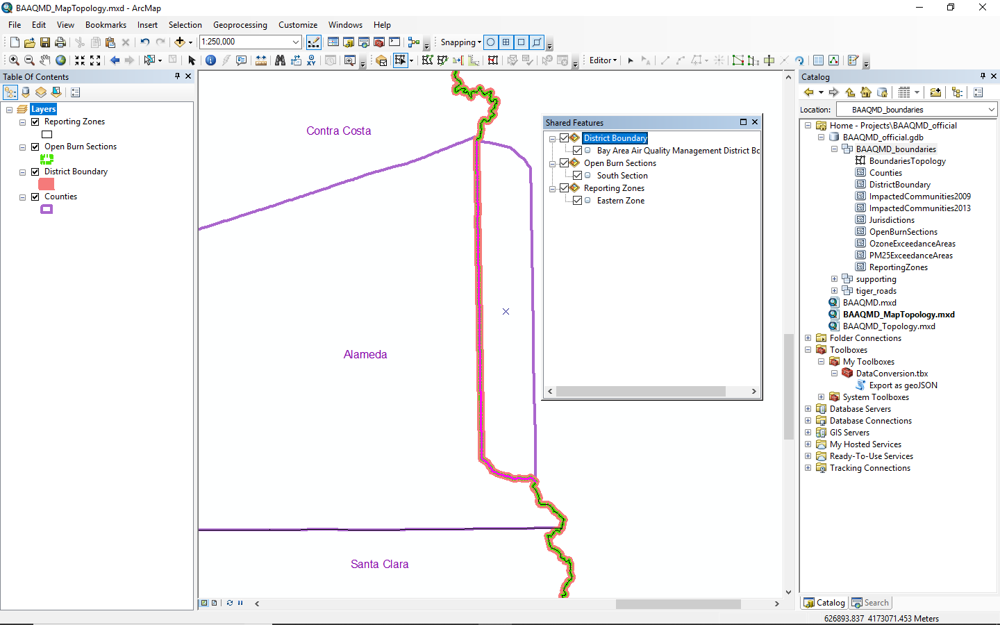 BAAQMD_MapTopology.mxd - ArcMap
File Edit View Bookmarks Insert Selection Geoprocessing Customize Windows Help
1:250,000
Snapping
Editor
Table Of Contents
Layers
Reporting Zones
Open Burn Sections
District Boundary
Counties
Contra Costa
Alameda
Santa Clara
Shared Features
District Boundary
Bay Area Air Quality Management District Bc
Open Burn Sections
South Section
Reporting Zones
Eastern Zone
Catalog
Location: BAAQMD_boundaries
Home - Projects\BAAQMD_official
BAAQMD_official.gdb
BAAQMD_boundaries
BoundariesTopology
Counties
DistrictBoundary
ImpactedCommunities2009
ImpactedCommunities2013
Jurisdictions
OpenBurnSections
OzoneExceedanceAreas
PM25ExceedanceAreas
ReportingZones
supporting
tiger_roads
BAAQMD.mxd
BAAQMD_MapTopology.mxd
BAAQMD_Topology.mxd
Folder Connections
Toolboxes
My Toolboxes
DataConversion.tbx
Export as geoJSON
System Toolboxes
Database Servers
Database Connections
GIS Servers
My Hosted Services
Ready-To-Use Services
Tracking Connections
Catalog Search
626893.837 4173071.453 Meters